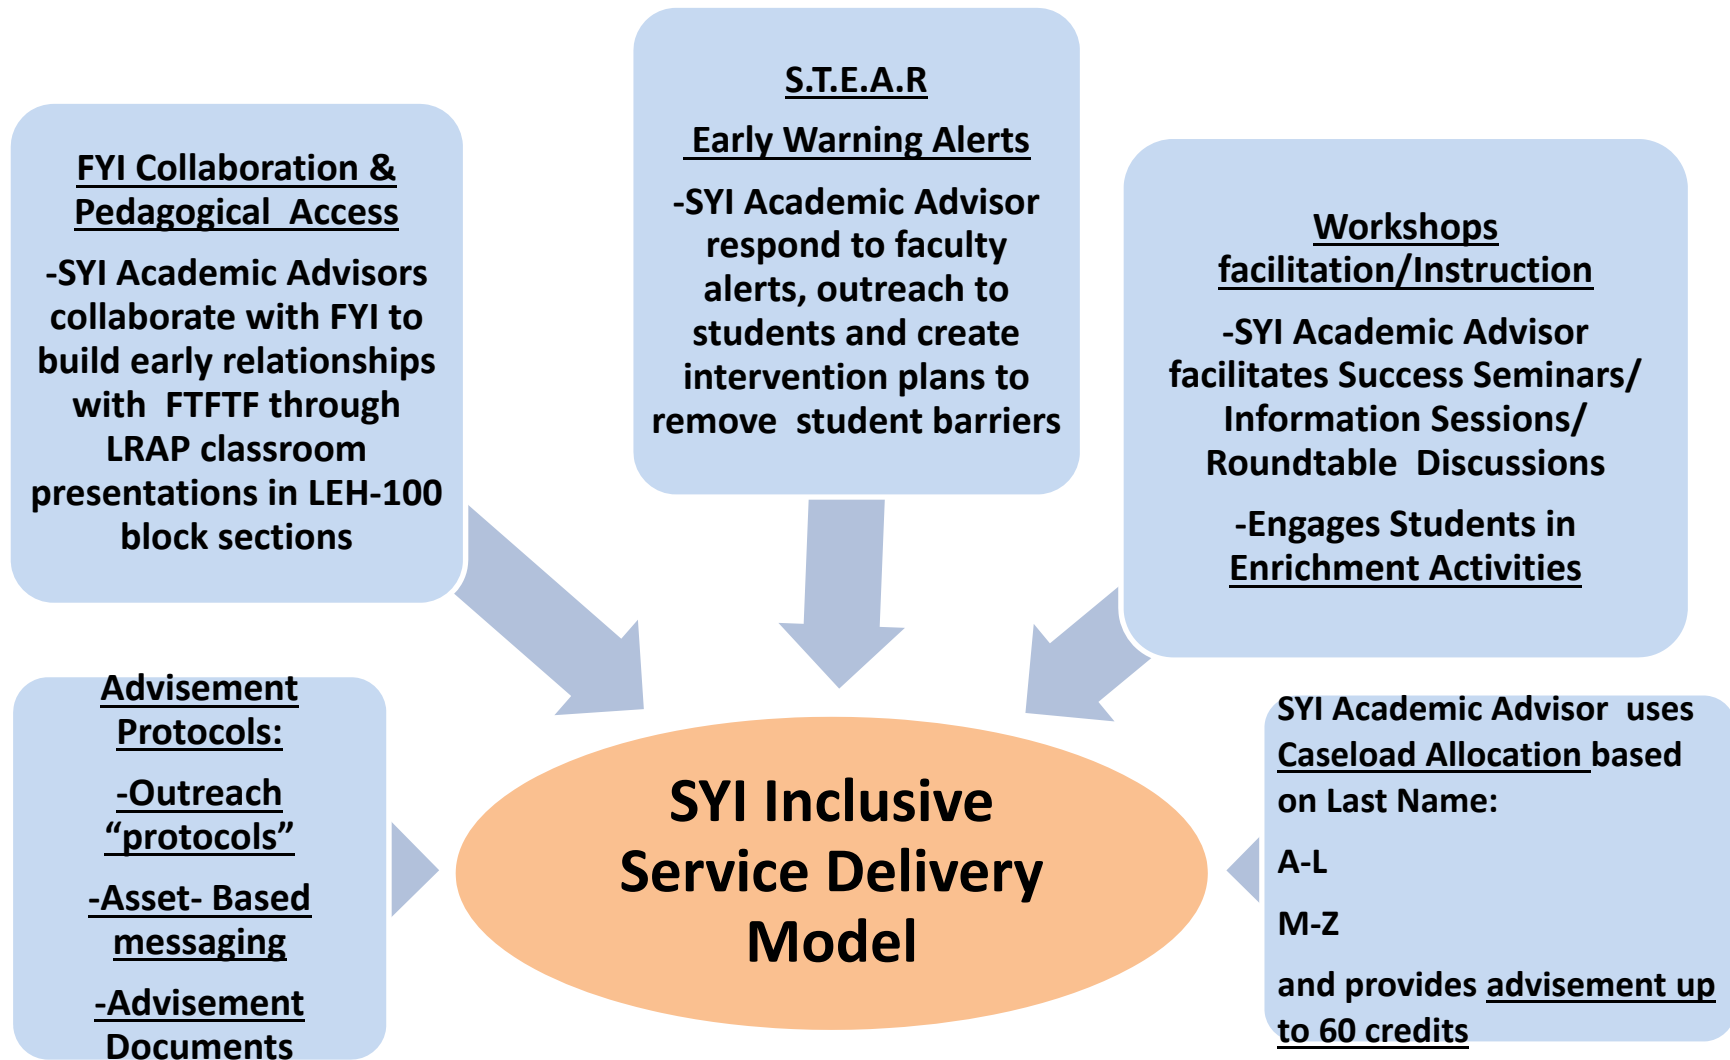 FYI Collaboration &
Pedagogical Access
-SYI Academic Advisors
collaborate with FYI to
build early relationships
with FTFTF through
LRAP classroom
presentations in LEH-100
block sections
S.T.E.A.R
Early Warning Alerts
-SYI Academic Advisor
respond to faculty
alerts, outreach to
students and create
intervention plans to
remove student barriers
Workshops
facilitation/Instruction
-SYI Academic Advisor
facilitates Success Seminars/
Information Sessions/
Roundtable Discussions
-Engages Students in
Enrichment Activities
Advisement
Protocols:
-Outreach
“protocols”
-Asset- Based
messaging
-Advisement
Documents
SYI Inclusive
Service Delivery
Model
SYI Academic Advisor uses
Caseload Allocation based
on Last Name:
A-L
M-Z
and provides advisement up
to 60 credits